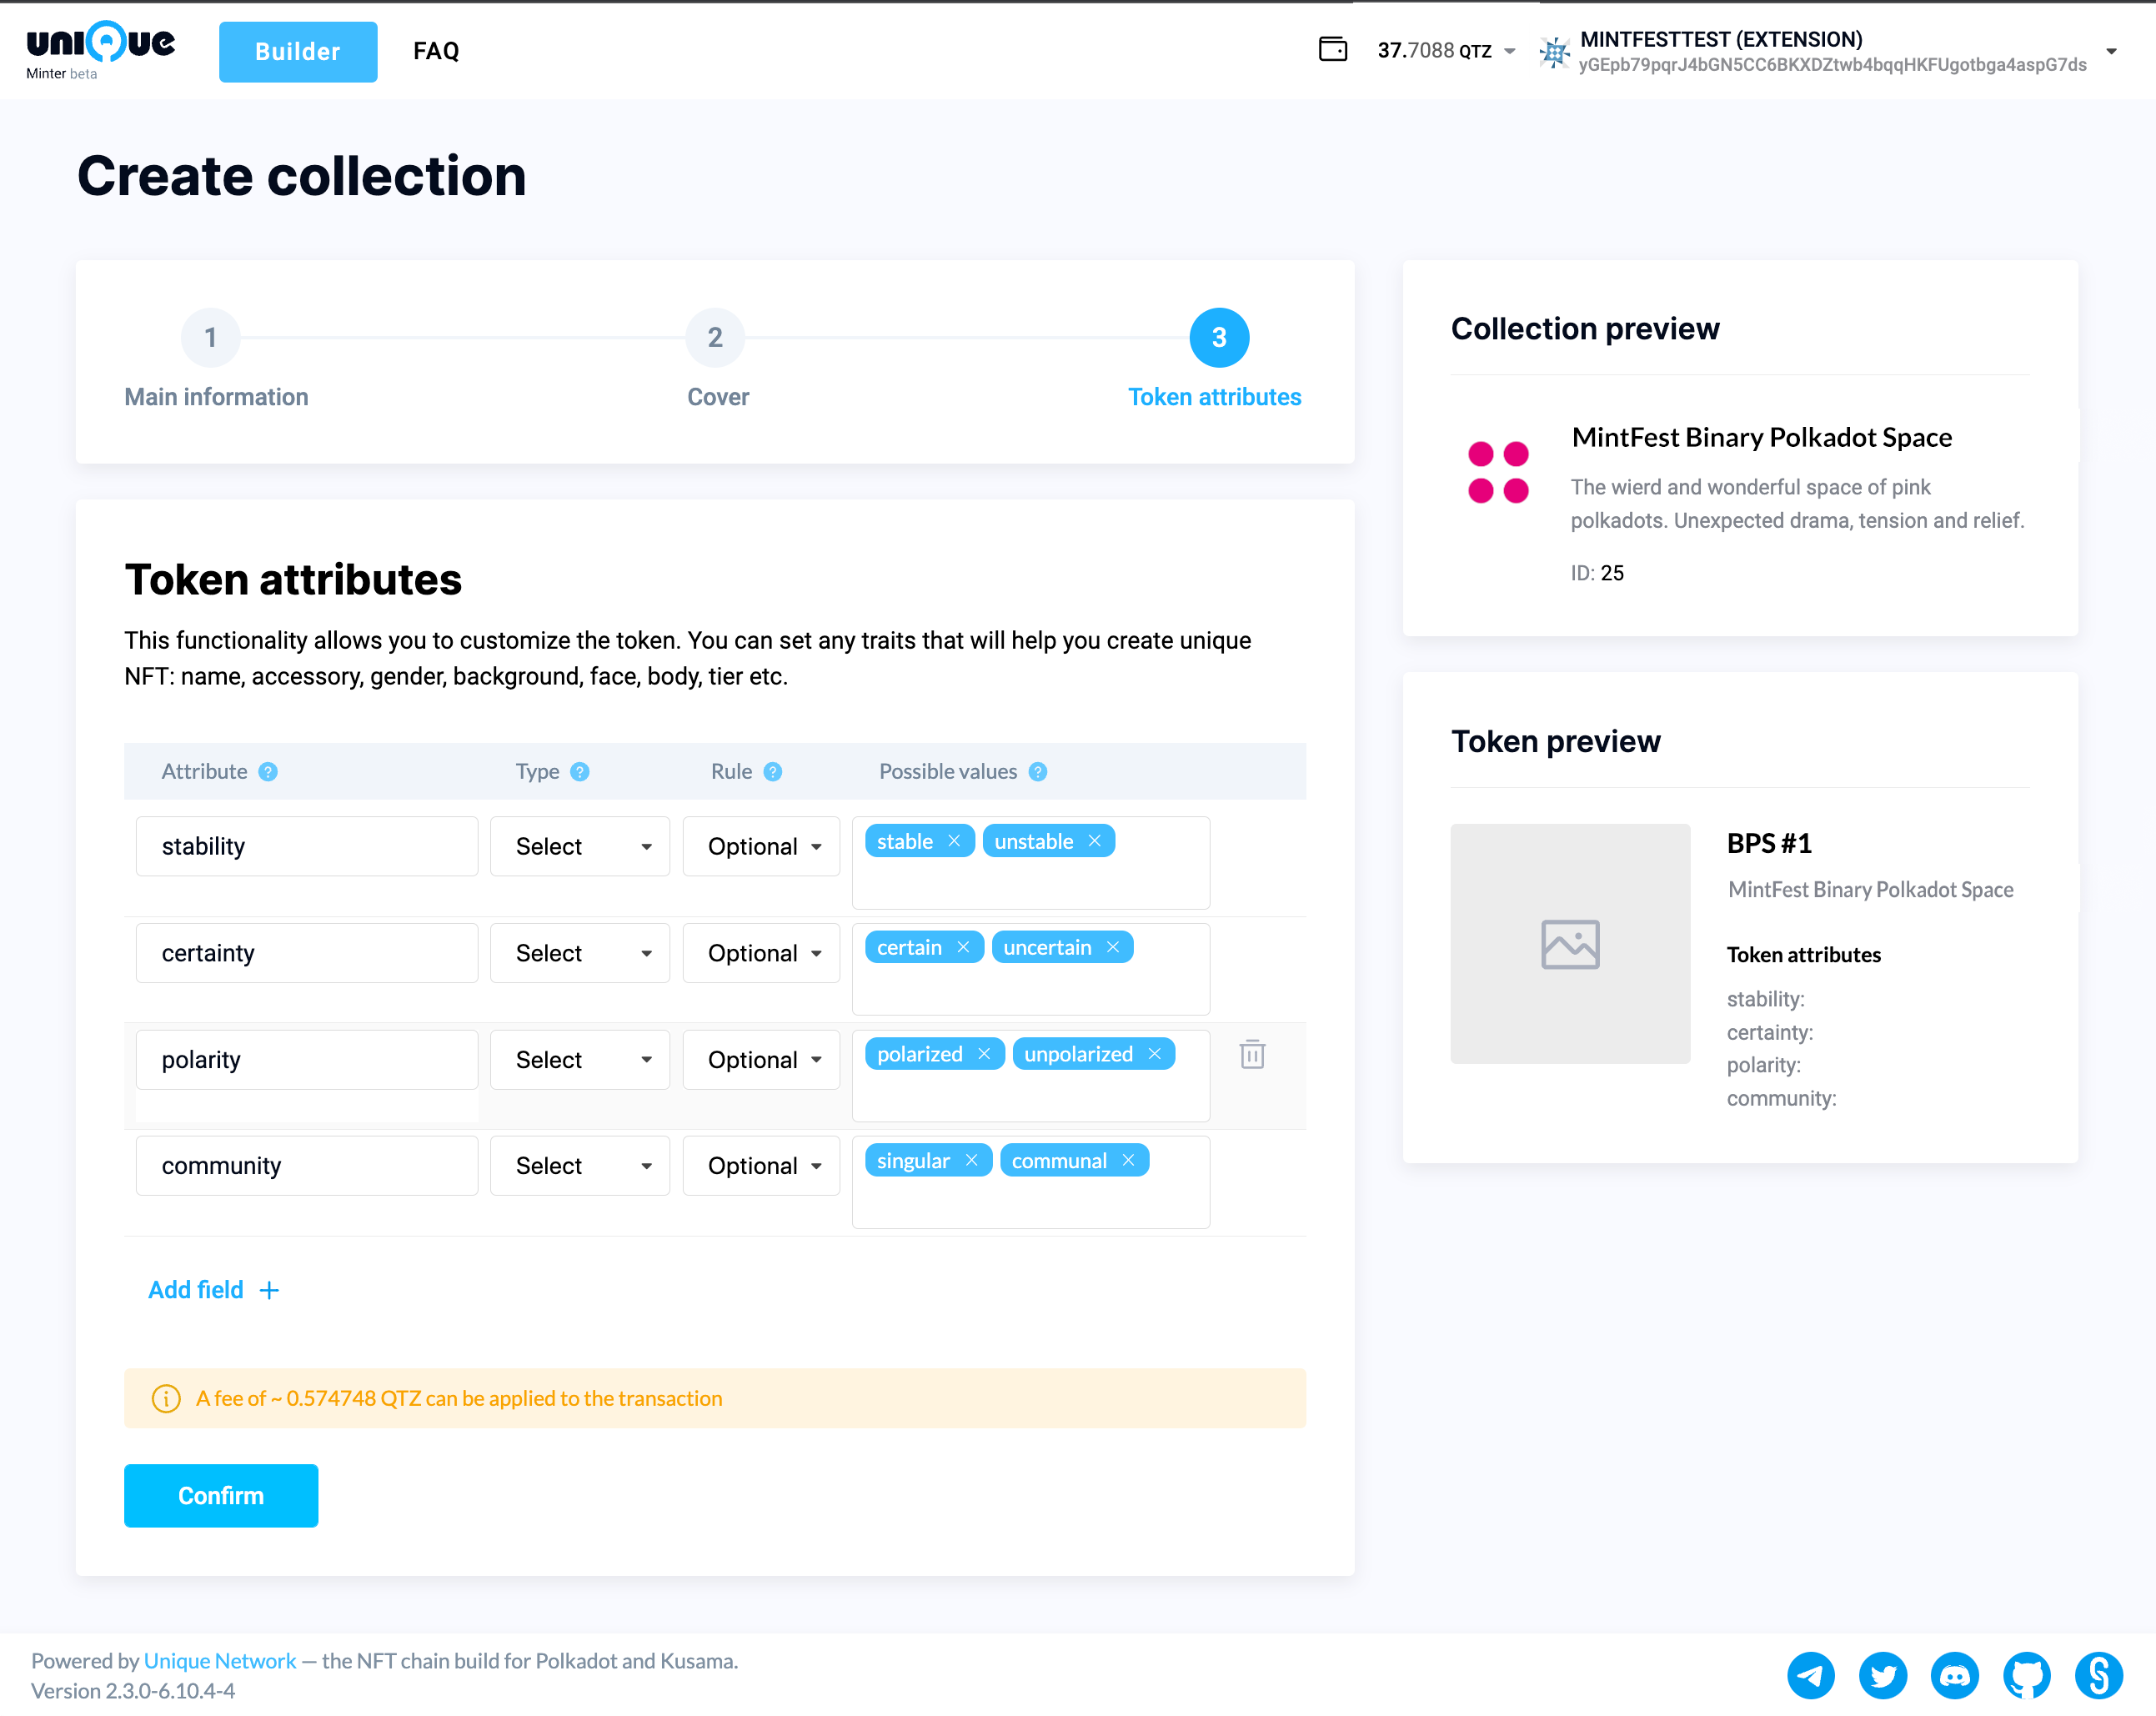 unique
Minter beta
Builder
FAQ
37.7088 QTZ
MINTFESTTEST (EXTENSION)
yGEpb79pqrJ4bGN5CC6BKXDZtwb4bqqHKFUgotbga4aspG7ds
Create collection
1
2
3
Main information
Cover
Token attributes
Token attributes
This functionality allows you to customize the token. You can set any traits that will help you create unique
NFT: name, accessory, gender, background, face, body, tier etc.
Attribute ?
Type ?
Rule ?
Possible values ?
stability
Select
Optional
stable ×
unstable ×
certainty
Select
Optional
certain ×
uncertain ×
polarity
Select
Optional
polarized ×
unpolarized ×
community
Select
Optional
singular ×
communal ×
Add field +
A fee of ~ 0.574748 QTZ can be applied to the transaction
Confirm
Collection preview
MintFest Binary Polkadot Space
The wierd and wonderful space of pink
polkadots. Unexpected drama, tension and relief.
ID: 25
Token preview
BPS #1
MintFest Binary Polkadot Space
Token attributes
stability:
certainty:
polarity:
community:
Powered by Unique Network — the NFT chain build for Polkadot and Kusama.
Version 2.3.0-6.10.4-4